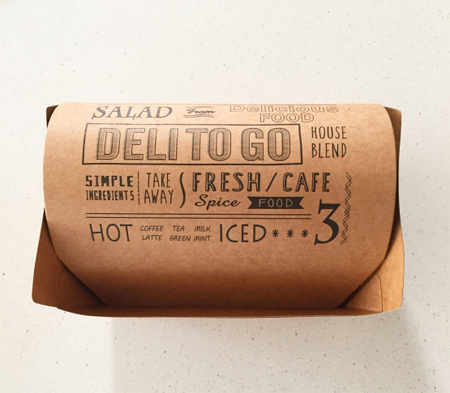 SALAD From Delicious FOOD
DELI TO GO HOUSE BLEND
SIMPLE INGREDIENTS TAKE AWAY FRESH / CAFE
Spice FOOD 3
HOT COFFEE TEA MILK ICED ***
LATTE GREEN MINT